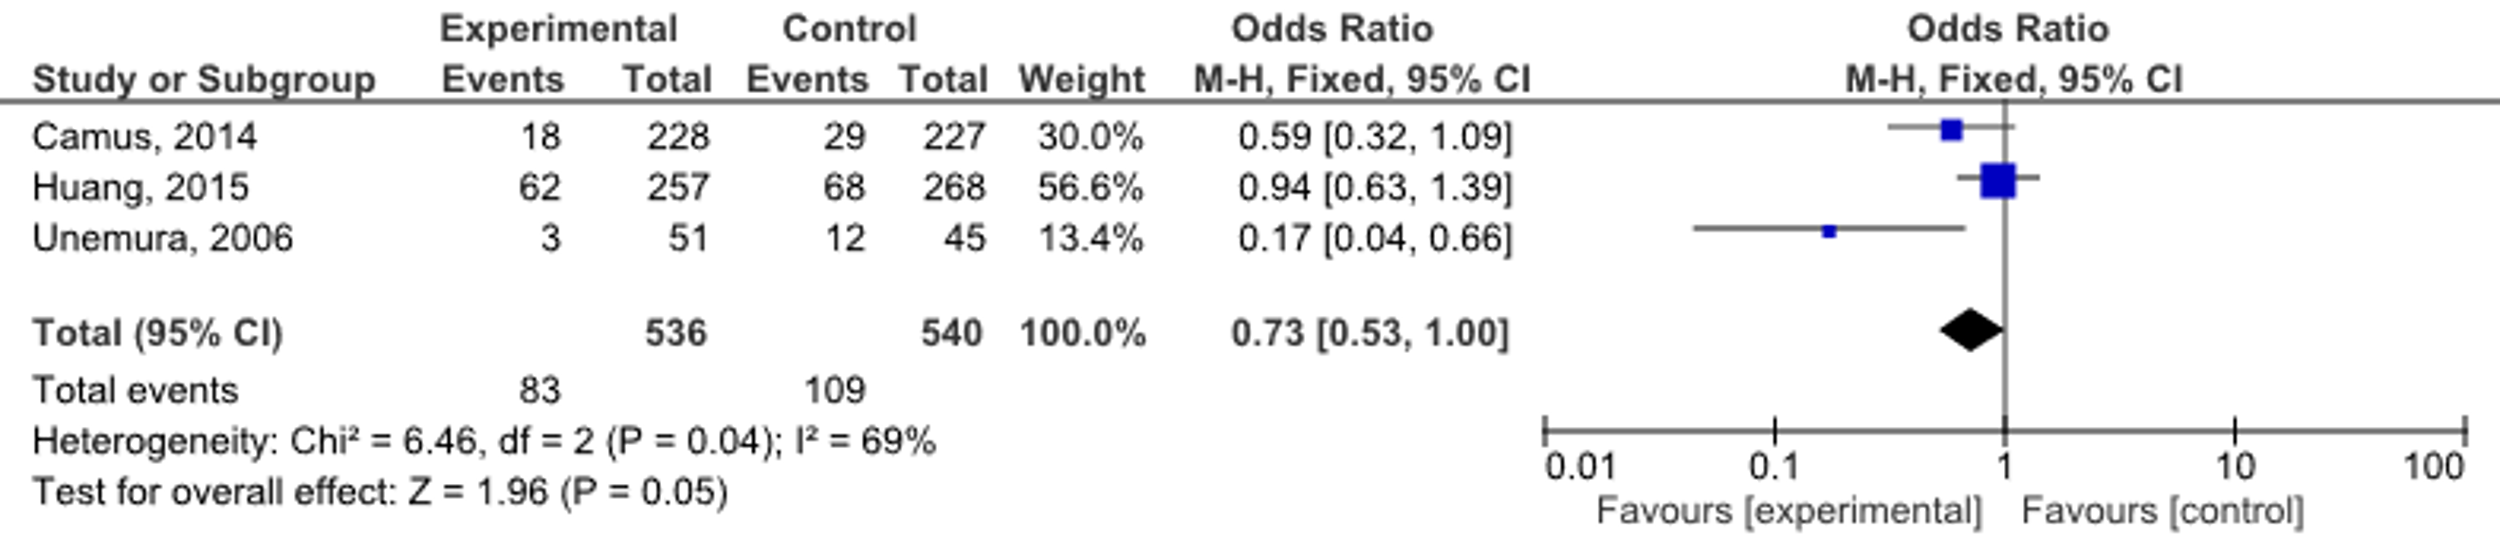 Experimental Control Odds Ratio Odds Ratio
Study or Subgroup Events Total Events Total Weight M-H, Fixed, 95% CI M-H, Fixed, 95% CI
Camus, 2014 18 228 29 227 30.0% 0.59 [0.32, 1.09]
Huang, 2015 62 257 68 268 56.6% 0.94 [0.63, 1.39]
Unemura, 2006 3 51 12 45 13.4% 0.17 [0.04, 0.66]
Total (95% CI) 536 540 100.0% 0.73 [0.53, 1.00]
Total events 83 109
Heterogeneity: Chi² = 6.46, df = 2 (P = 0.04); I² = 69%
Test for overall effect: Z = 1.96 (P = 0.05)
0.01 0.1 1 10 100
Favours [experimental] Favours [control]